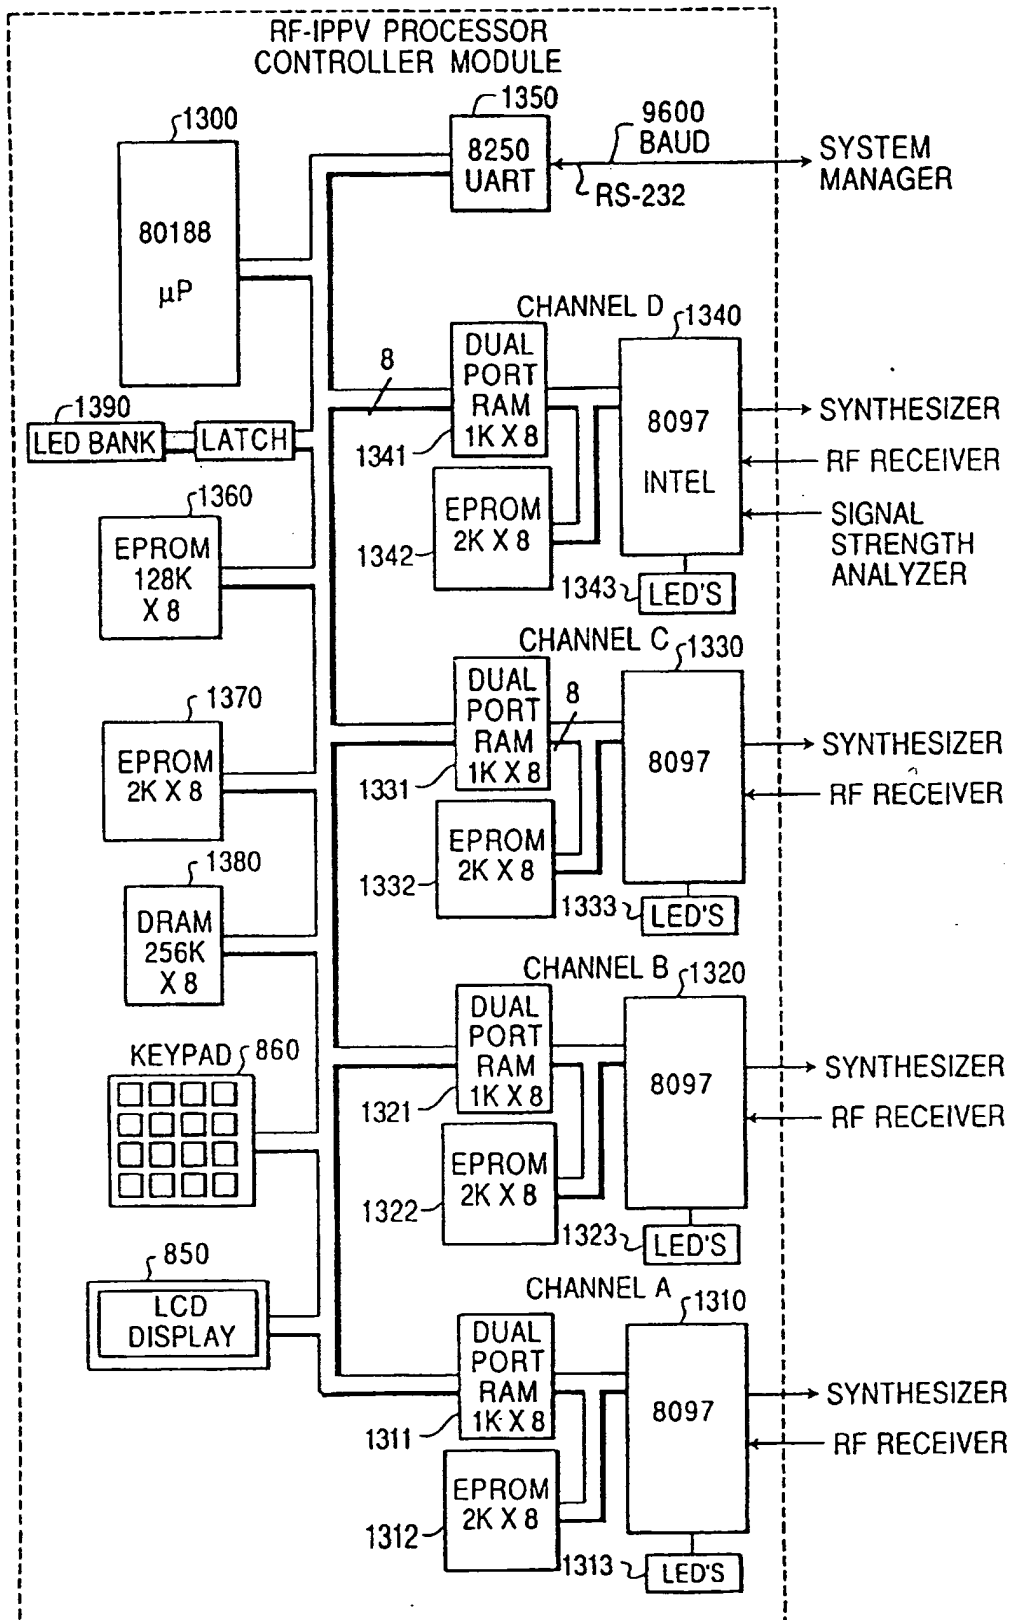 RF-IPPV PROCESSOR
CONTROLLER MODULE
1300
80188
µP
1350
8250
UART
9600
BAUD
RS-232
SYSTEM
MANAGER
CHANNEL D
1340
DUAL
PORT
RAM
1K X 8
8
1341
8097
INTEL
SYNTHESIZER
RF RECEIVER
SIGNAL
STRENGTH
ANALYZER
EPROM
2K X 8
1342
1343
LED'S
1390
LED BANK
LATCH
1360
EPROM
128K
X 8
CHANNEL C
1330
DUAL
PORT
RAM
1K X 8
8
1331
8097
SYNTHESIZER
RF RECEIVER
EPROM
2K X 8
1332
1333
LED'S
1370
EPROM
2K X 8
1380
DRAM
256K
X 8
CHANNEL B
1320
DUAL
PORT
RAM
1K X 8
1321
8097
SYNTHESIZER
RF RECEIVER
EPROM
2K X 8
1322
1323
LED'S
KEYPAD
860
850
LCD
DISPLAY
CHANNEL A
1310
DUAL
PORT
RAM
1K X 8
1311
8097
SYNTHESIZER
RF RECEIVER
EPROM
2K X 8
1312
1313
LED'S